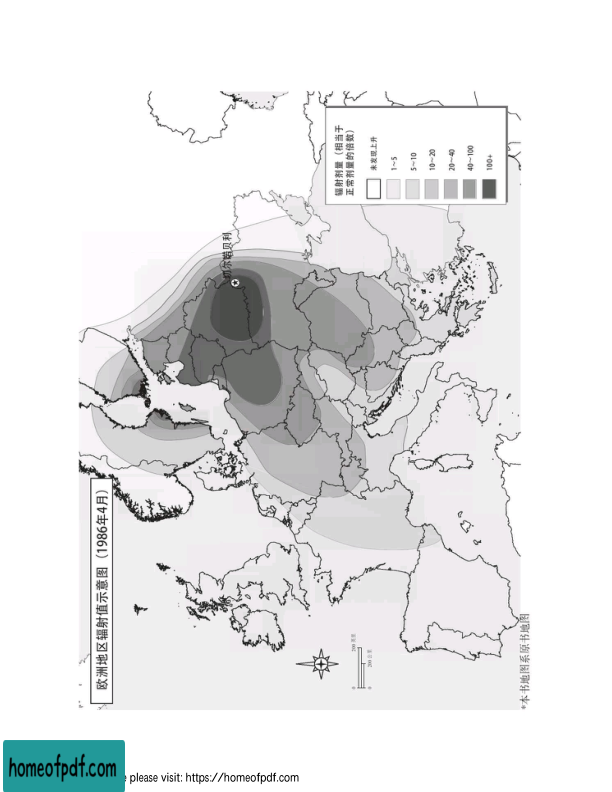 欧洲地区辐射值示意图（1986年4月）
切尔诺贝利
辐射剂量（相当于
正常剂量的倍数）
未发现上升
1~5
5~10
10~20
20~40
40~100
100+
0 200 英里
0 200 公里
*本书地图系原书地图
homeofpdf.com
please visit: https://homeofpdf.com